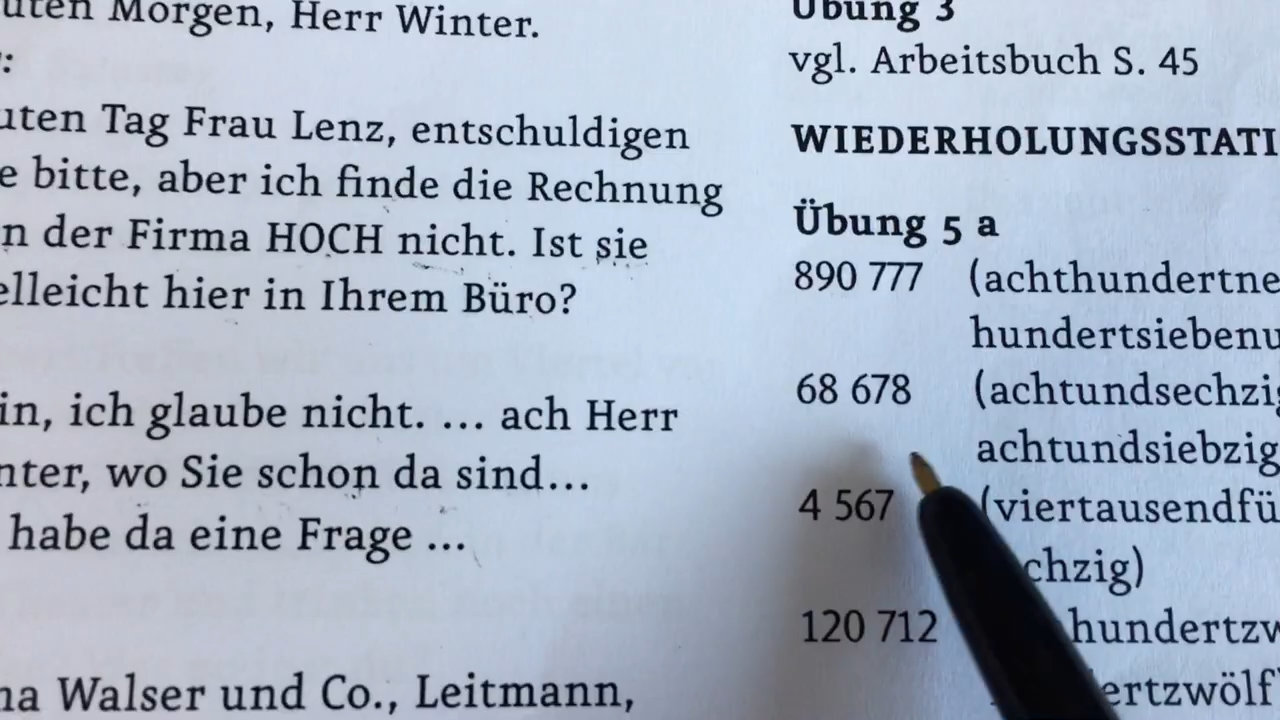 uten Morgen, Herr Winter.
:
uten Tag Frau Lenz, entschuldigen
e bitte, aber ich finde die Rechnung
n der Firma HOCH nicht. Ist sie
elleicht hier in Ihrem Büro?
in, ich glaube nicht. ... ach Herr
nter, wo Sie schon da sind...
habe da eine Frage ...
na Walser und Co., Leitmann,
Übung 3
vgl. Arbeitsbuch S. 45
WIEDERHOLUNGSSTATI
Übung 5 a
890 777 (achthundertne
hundertsiebenu
68 678 (achtundsechzig
achtundsiebzig
4 567 (viertausendfü
chzig)
120 712 hundertzw
ertzwölf